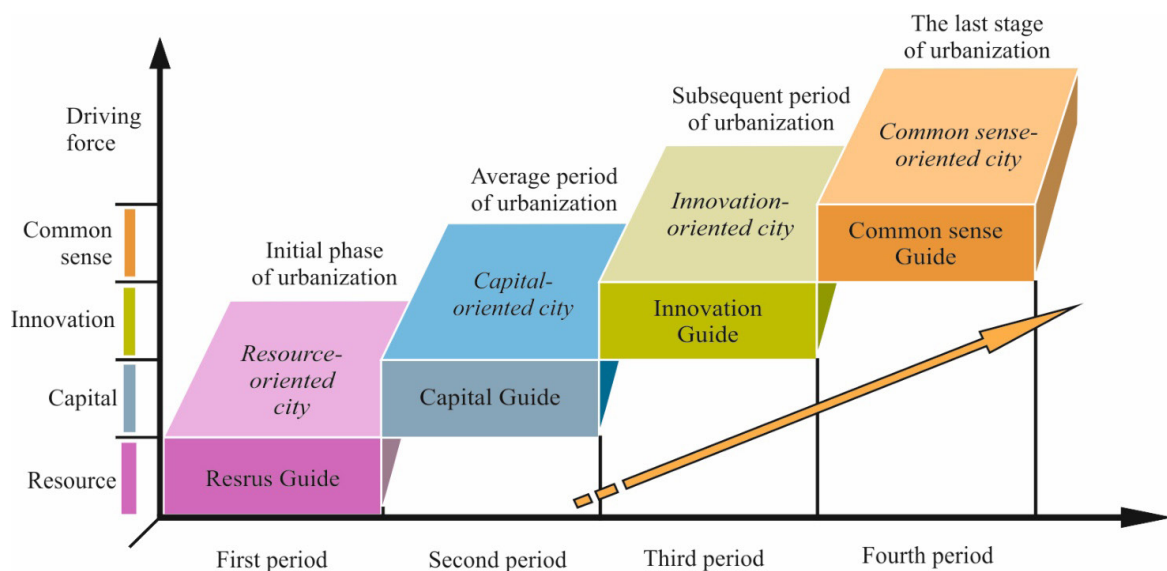 The last stage
of urbanization
Driving
force
Subsequent period
of urbanization
Common sense-
oriented city
Average period
of urbanization
Innovation-
oriented city
Common
sense
Initial phase
of urbanization
Common sense
Guide
Capital-
oriented city
Innovation
Innovation
Guide
Resource-
oriented
city
Capital
Capital Guide
Resource
Resrus Guide
First period
Second period
Third period
Fourth period